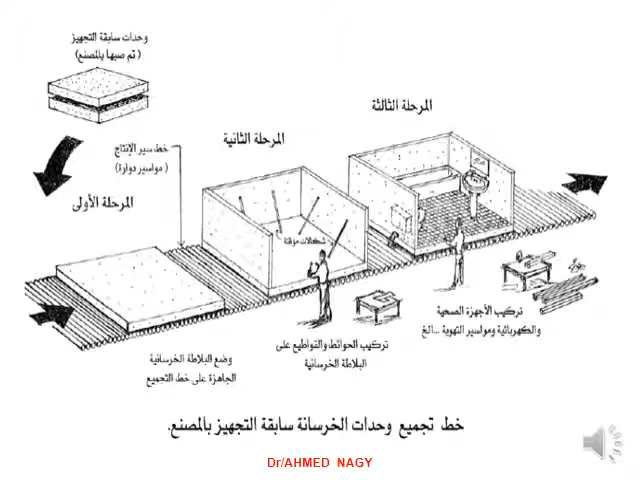 وحدات سابقة التجهيز
(تم صبها بالمصنع)
المرحلة الثالثة
المرحلة الثانية
خط سير الإنتاج
(مواسير دوارة)
المرحلة الأولى
شكالات مؤقتة
تركيب الأجهزة الصحية
والكهربائية ومواسير التهوية ...الخ
تركيب الحوائط والقواطيع على
البلاطة الخرسانية
وضع البلاطة الخرسانية
الجاهزة على خط التجميع
خط تجميع وحدات الخرسانة سابقة التجهيز بالمصنع.
Dr/AHMED NAGY